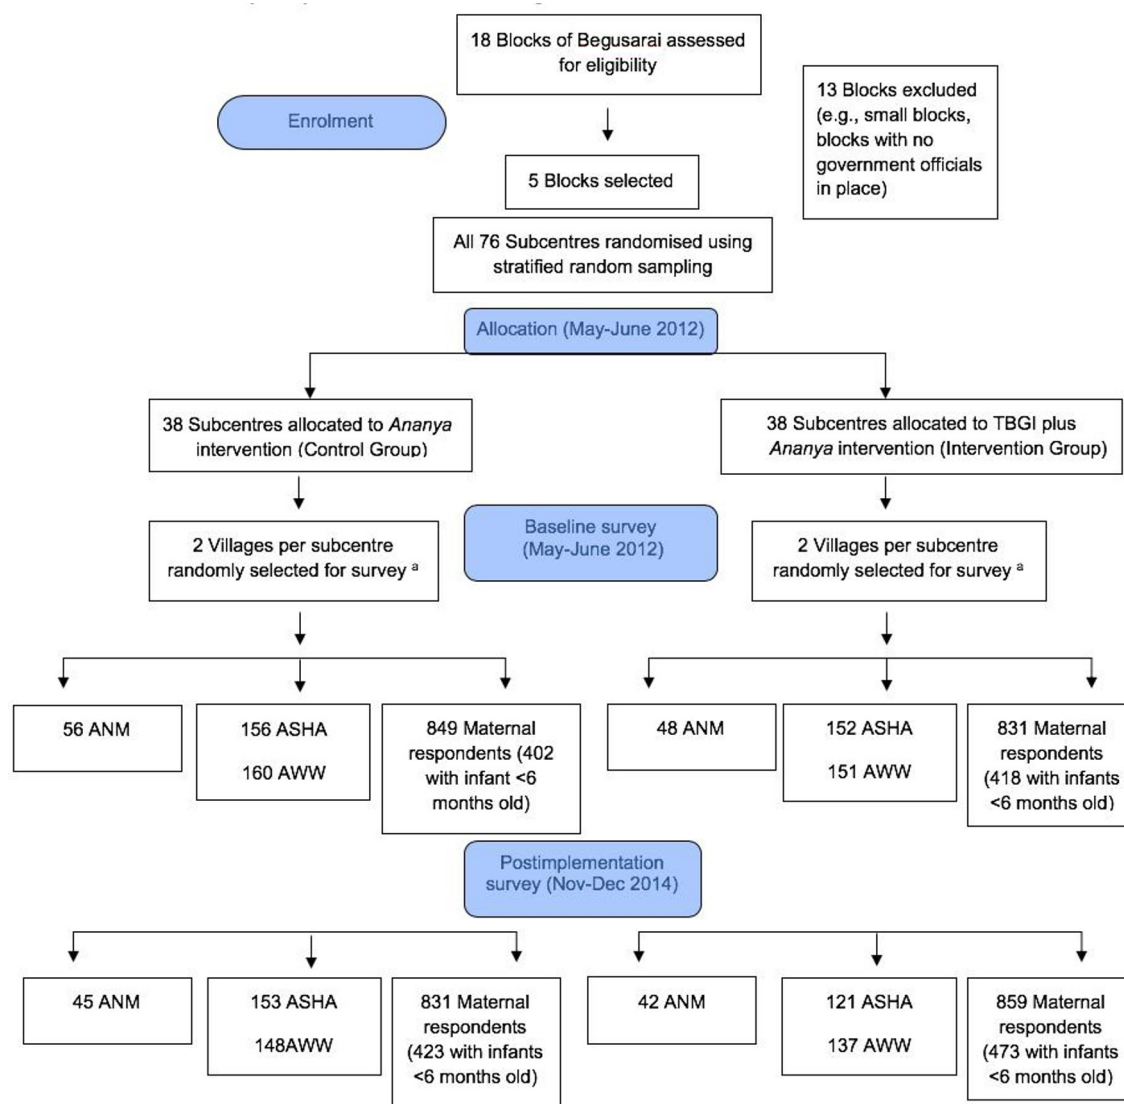 18 Blocks of Begusarai assessed
for eligibility
13 Blocks excluded
(e.g., small blocks,
blocks with no
government officials
in place)
Enrolment
5 Blocks selected
All 76 Subcentres randomised using
stratified random sampling
Allocation (May-June 2012)
38 Subcentres allocated to Ananya
intervention (Control Group)
38 Subcentres allocated to TBGI plus
Ananya intervention (Intervention Group)
Baseline survey
(May-June 2012)
2 Villages per subcentre
randomly selected for survey a
2 Villages per subcentre
randomly selected for survey a
56 ANM
156 ASHA
160 AWW
849 Maternal
respondents (402
with infant <6
months old)
48 ANM
152 ASHA
151 AWW
831 Maternal
respondents
(418 with infants
<6 months old)
Postimplementation
survey (Nov-Dec 2014)
45 ANM
153 ASHA
148AWW
831 Maternal
respondents
(423 with infants
<6 months old)
42 ANM
121 ASHA
137 AWW
859 Maternal
respondents
(473 with infants
<6 months old)